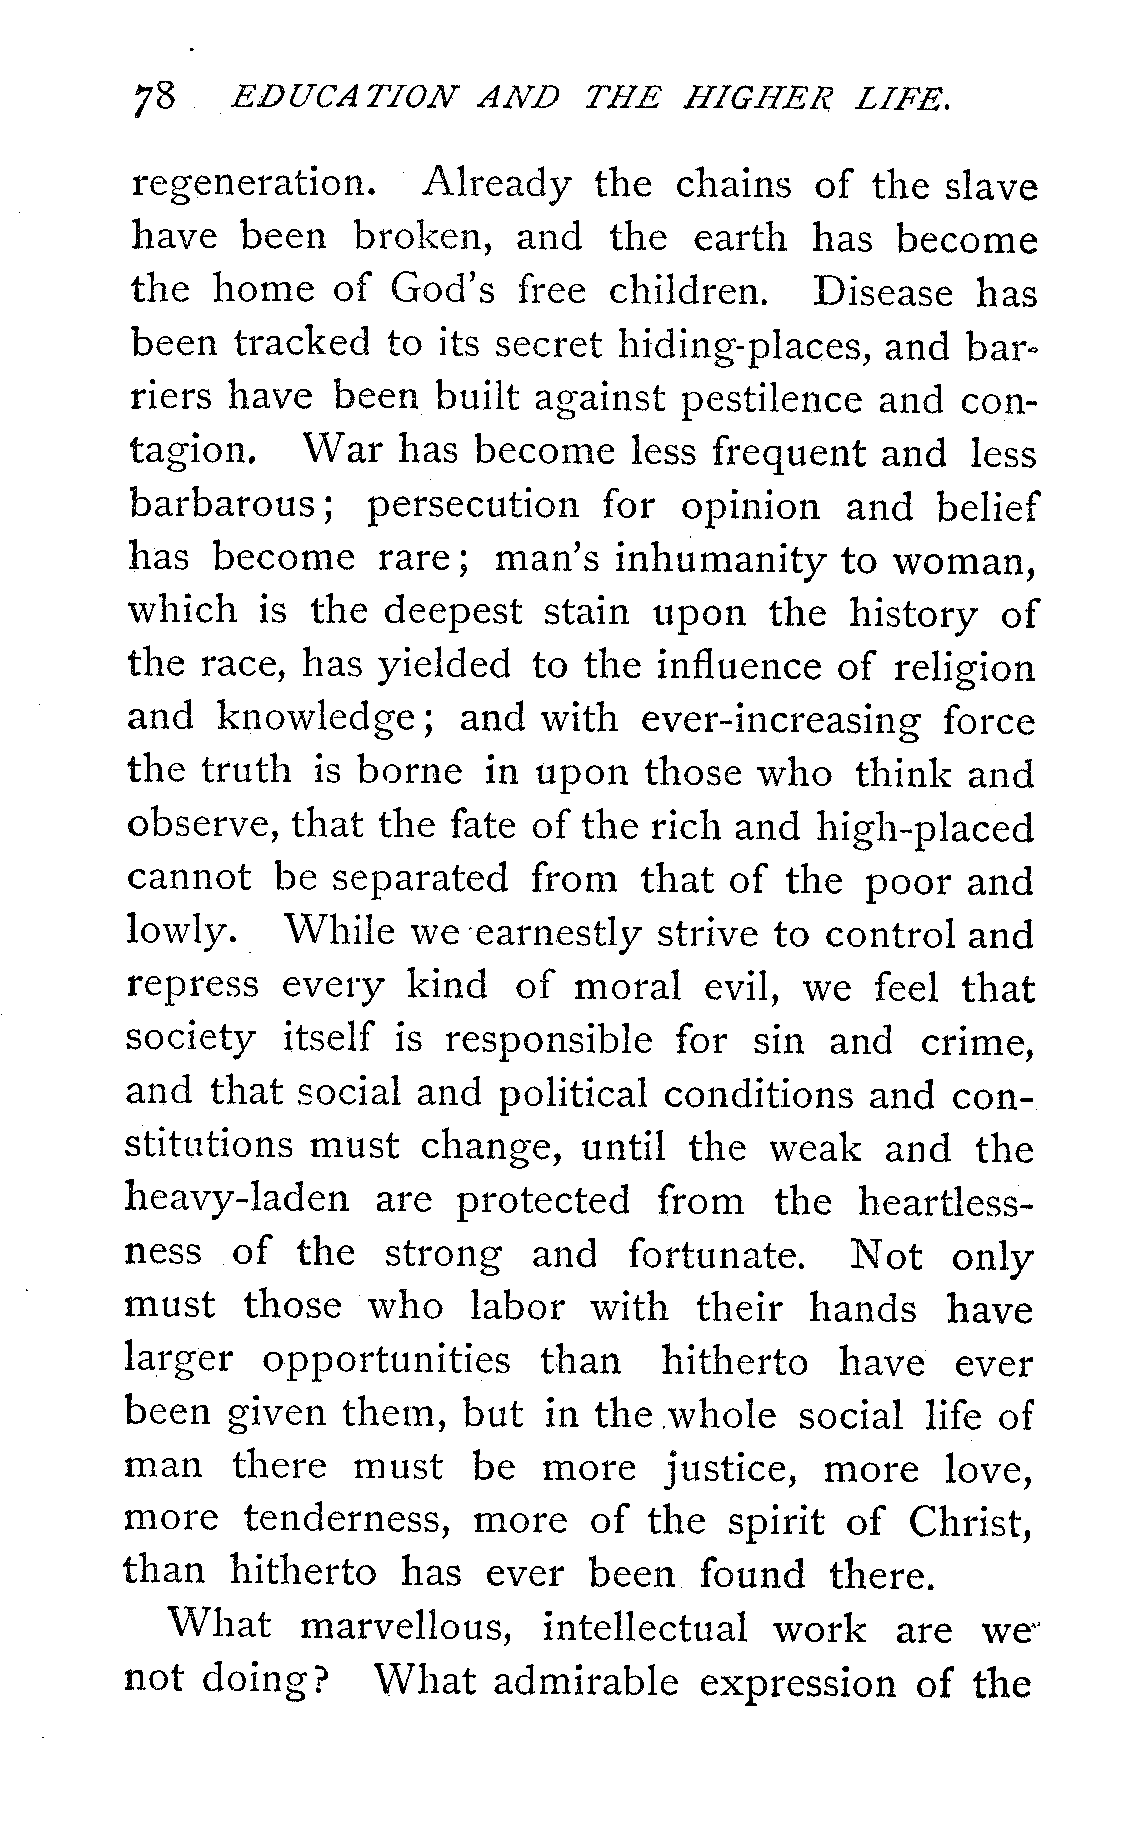 78 EDUCATION AND THE HIGHER LIFE.
regeneration. Already the chains of the slave
have been broken, and the earth has become
the home of God's free children. Disease has
been tracked to its secret hiding-places, and bar-
riers have been built against pestilence and con-
tagion. War has become less frequent and less
barbarous; persecution for opinion and belief
has become rare; man's inhumanity to woman,
which is the deepest stain upon the history of
the race, has yielded to the influence of religion
and knowledge; and with ever-increasing force
the truth is borne in upon those who think and
observe, that the fate of the rich and high-placed
cannot be separated from that of the poor and
lowly. While we earnestly strive to control and
repress every kind of moral evil, we feel that
society itself is responsible for sin and crime,
and that social and political conditions and con-
stitutions must change, until the weak and the
heavy-laden are protected from the heartless-
ness of the strong and fortunate. Not only
must those who labor with their hands have
larger opportunities than hitherto have ever
been given them, but in the whole social life of
man there must be more justice, more love,
more tenderness, more of the spirit of Christ,
than hitherto has ever been found there.
What marvellous, intellectual work are we
not doing? What admirable expression of the